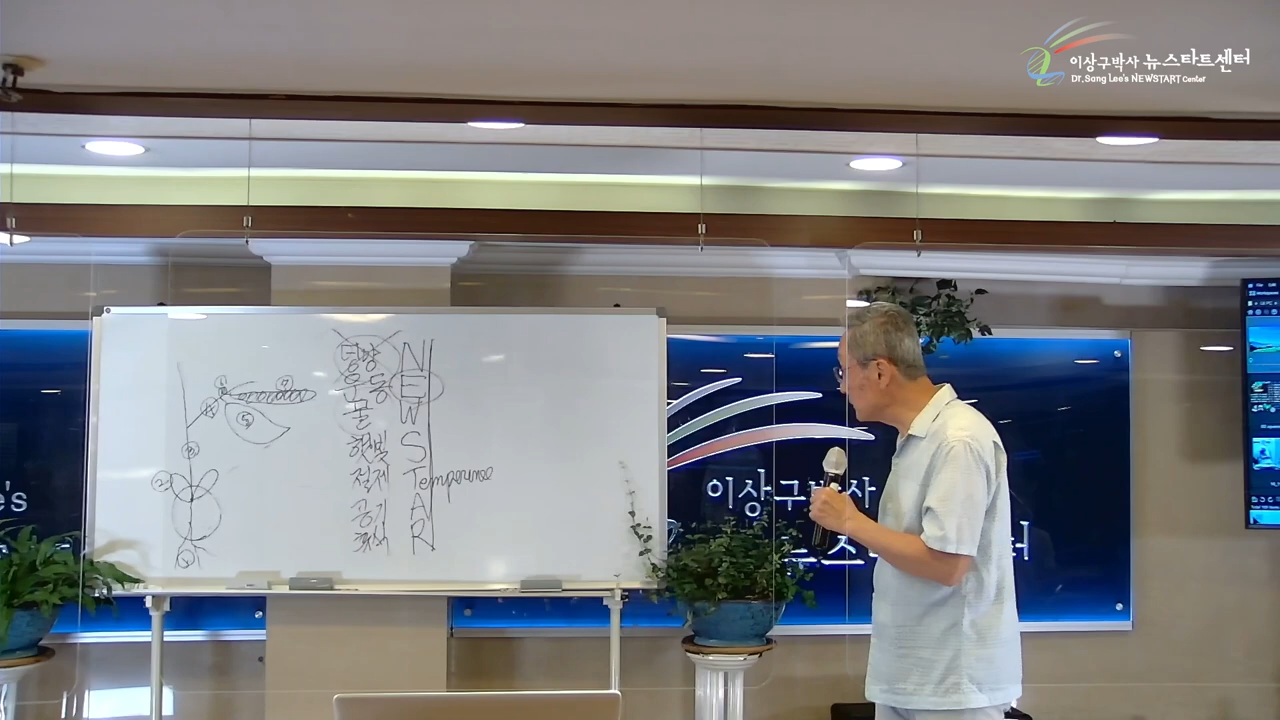 이상구박사 뉴스타트센터
Dr. Sang Lee's NEWSTART Center
영양 N
운동 E
물 W
햇빛 S
절제 Temperance
공기 A
휴식 R
이상구박사